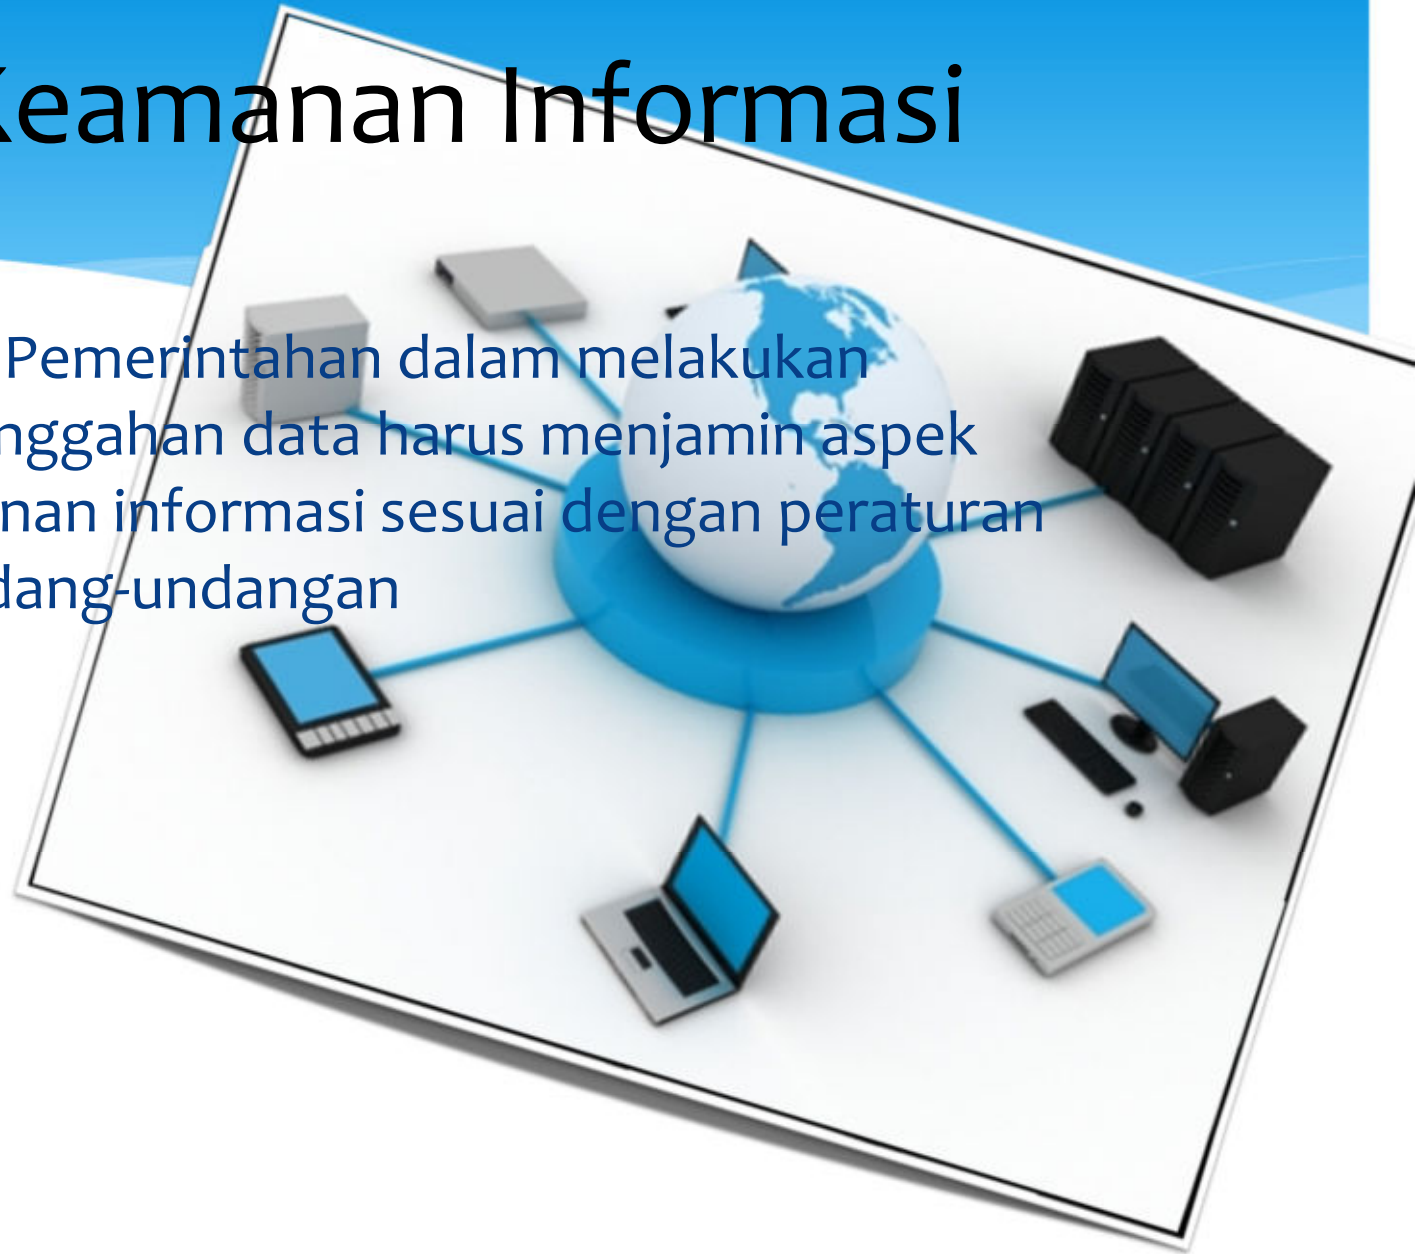 Keamanan Informasi
Pemerintahan dalam melakukan
nggahan data harus menjamin aspek
nan informasi sesuai dengan peraturan
dang-undangan